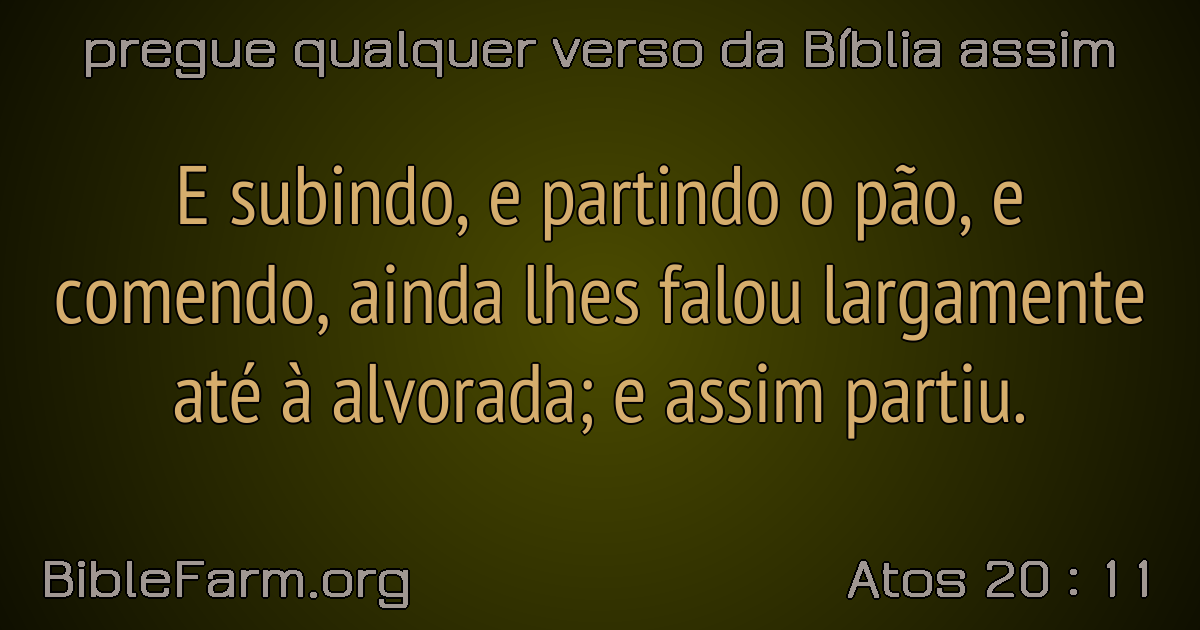 pregue qualquer verso da Bíblia assim
E subindo, e partindo o pão, e
comendo, ainda lhes falou largamente
até à alvorada; e assim partiu.
BibleFarm.org
Atos 20 : 11